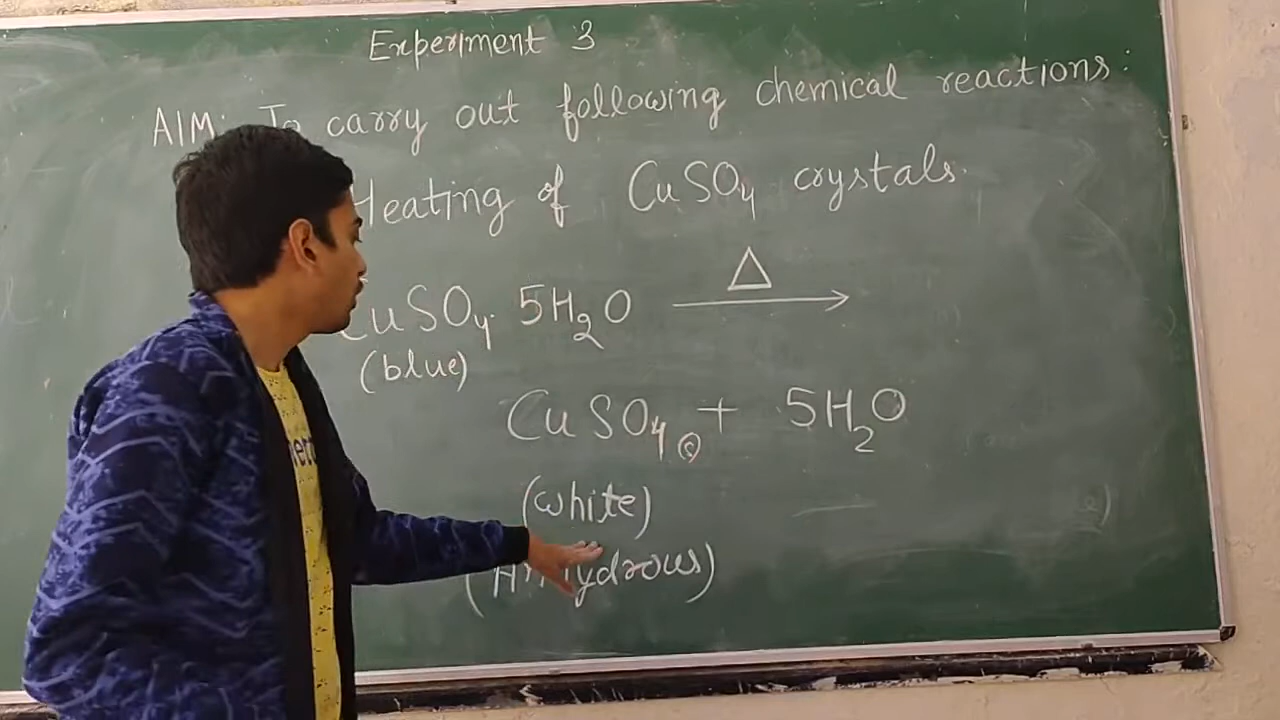 Experiment 3
AIM: To carry out following chemical reactions:
Heating of CuSO4 crystals.
CuSO4. 5H2O Δ →
(blue)
CuSO4(s) + 5H2O
(white)
(Anhydrous)